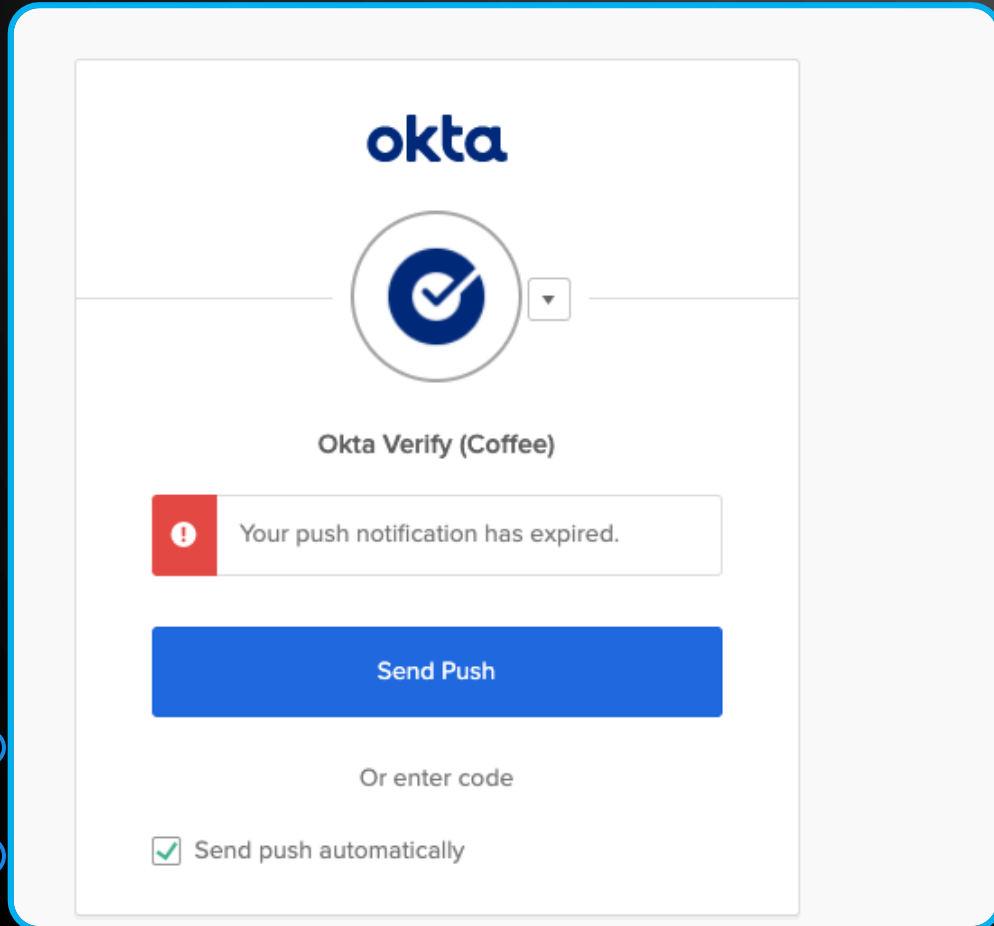 okta
Okta Verify (Coffee)
Your push notification has expired.
Send Push
Or enter code
Send push automatically